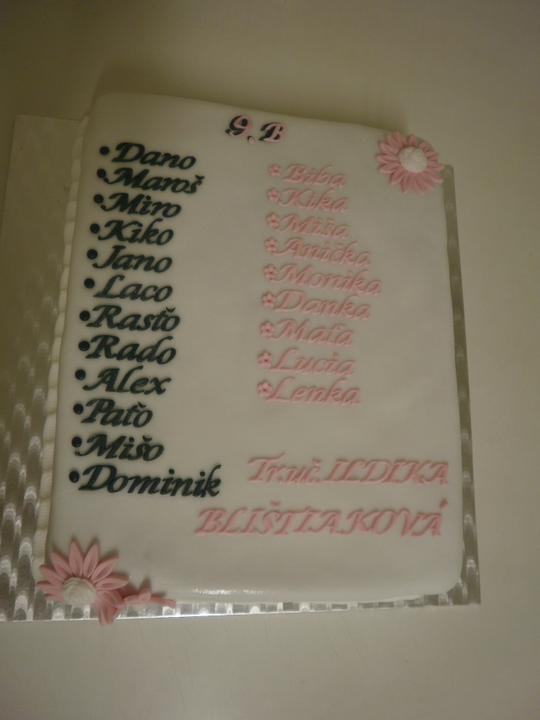 9.B
Dano
Maroš
Miro
Kiko
Jano
Laco
Rasťo
Rado
Alex
Paťo
Mišo
Dominik
Biba
Kika
Miša
Anička
Monika
Danka
Maťa
Lucia
Lenka
Tr.uč.ILDIKA
BLIŠTTAKOVÁ